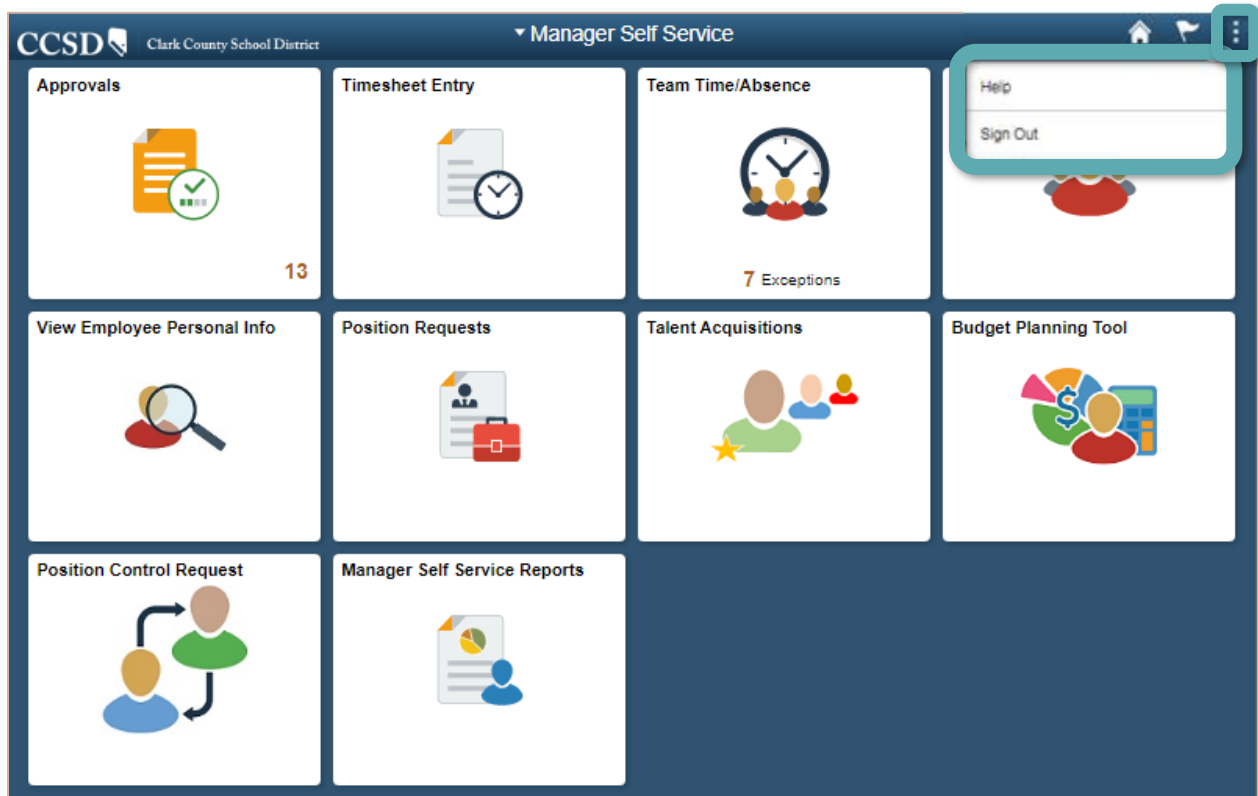 CCSD Clark County School District
Manager Self Service
Help
Sign Out
Approvals
13
Timesheet Entry
Team Time/Absence
7 Exceptions
View Employee Personal Info
Position Requests
Talent Acquisitions
Budget Planning Tool
$
Position Control Request
Manager Self Service Reports